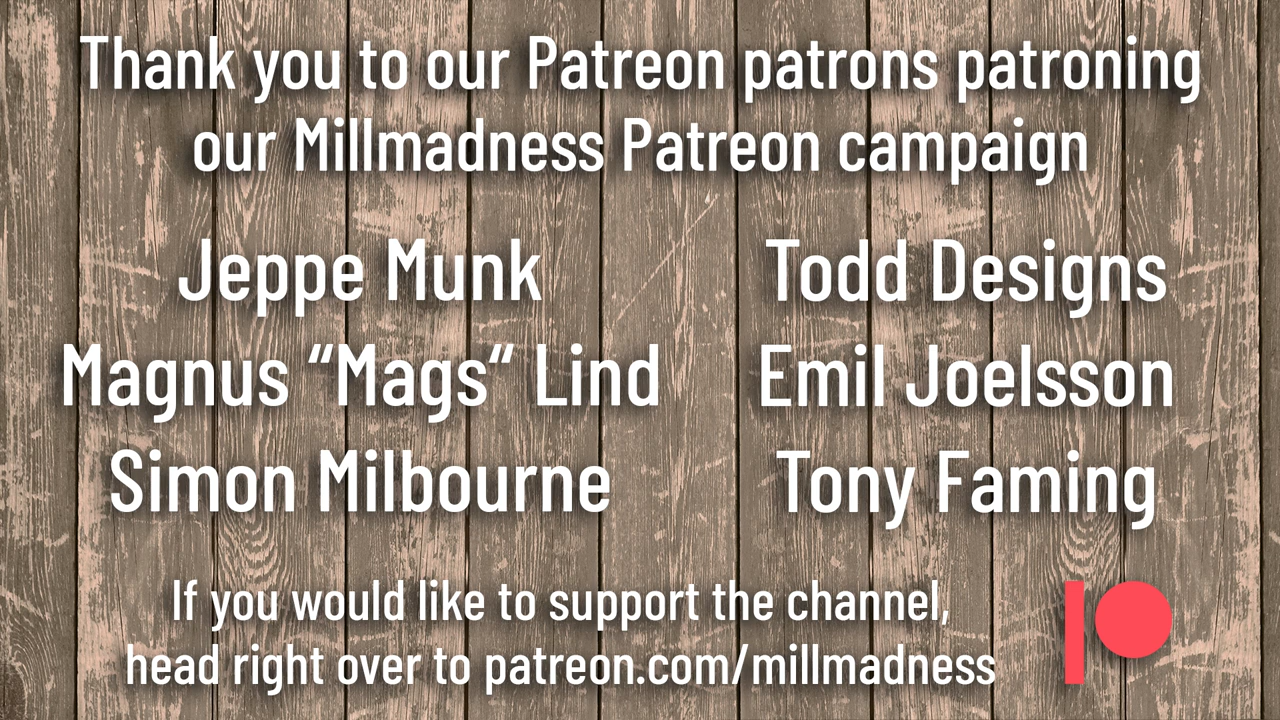 Thank you to our Patreon patrons patroning
our Millmadness Patreon campaign
Jeppe Munk
Todd Designs
Magnus “Mags” Lind
Emil Joelsson
Simon Milbourne
Tony Faming
If you would like to support the channel,
head right over to patreon.com/millmadness